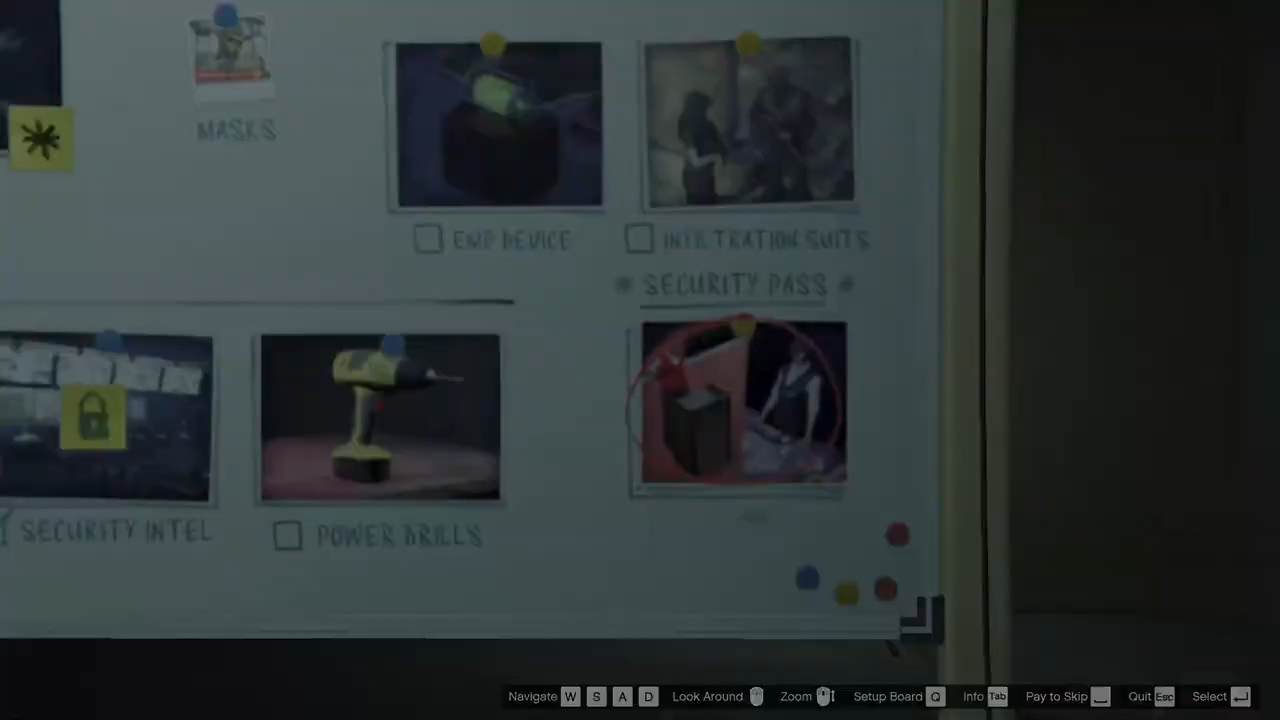 MASKS
EMP DEVICE
INFILTRATION SUITS
* SECURITY PASS *
SECURITY INTEL
POWER DRILLS
Navigate W S A D Look Around Zoom Setup Board Q Info Tab Pay to Skip Quit Esc Select